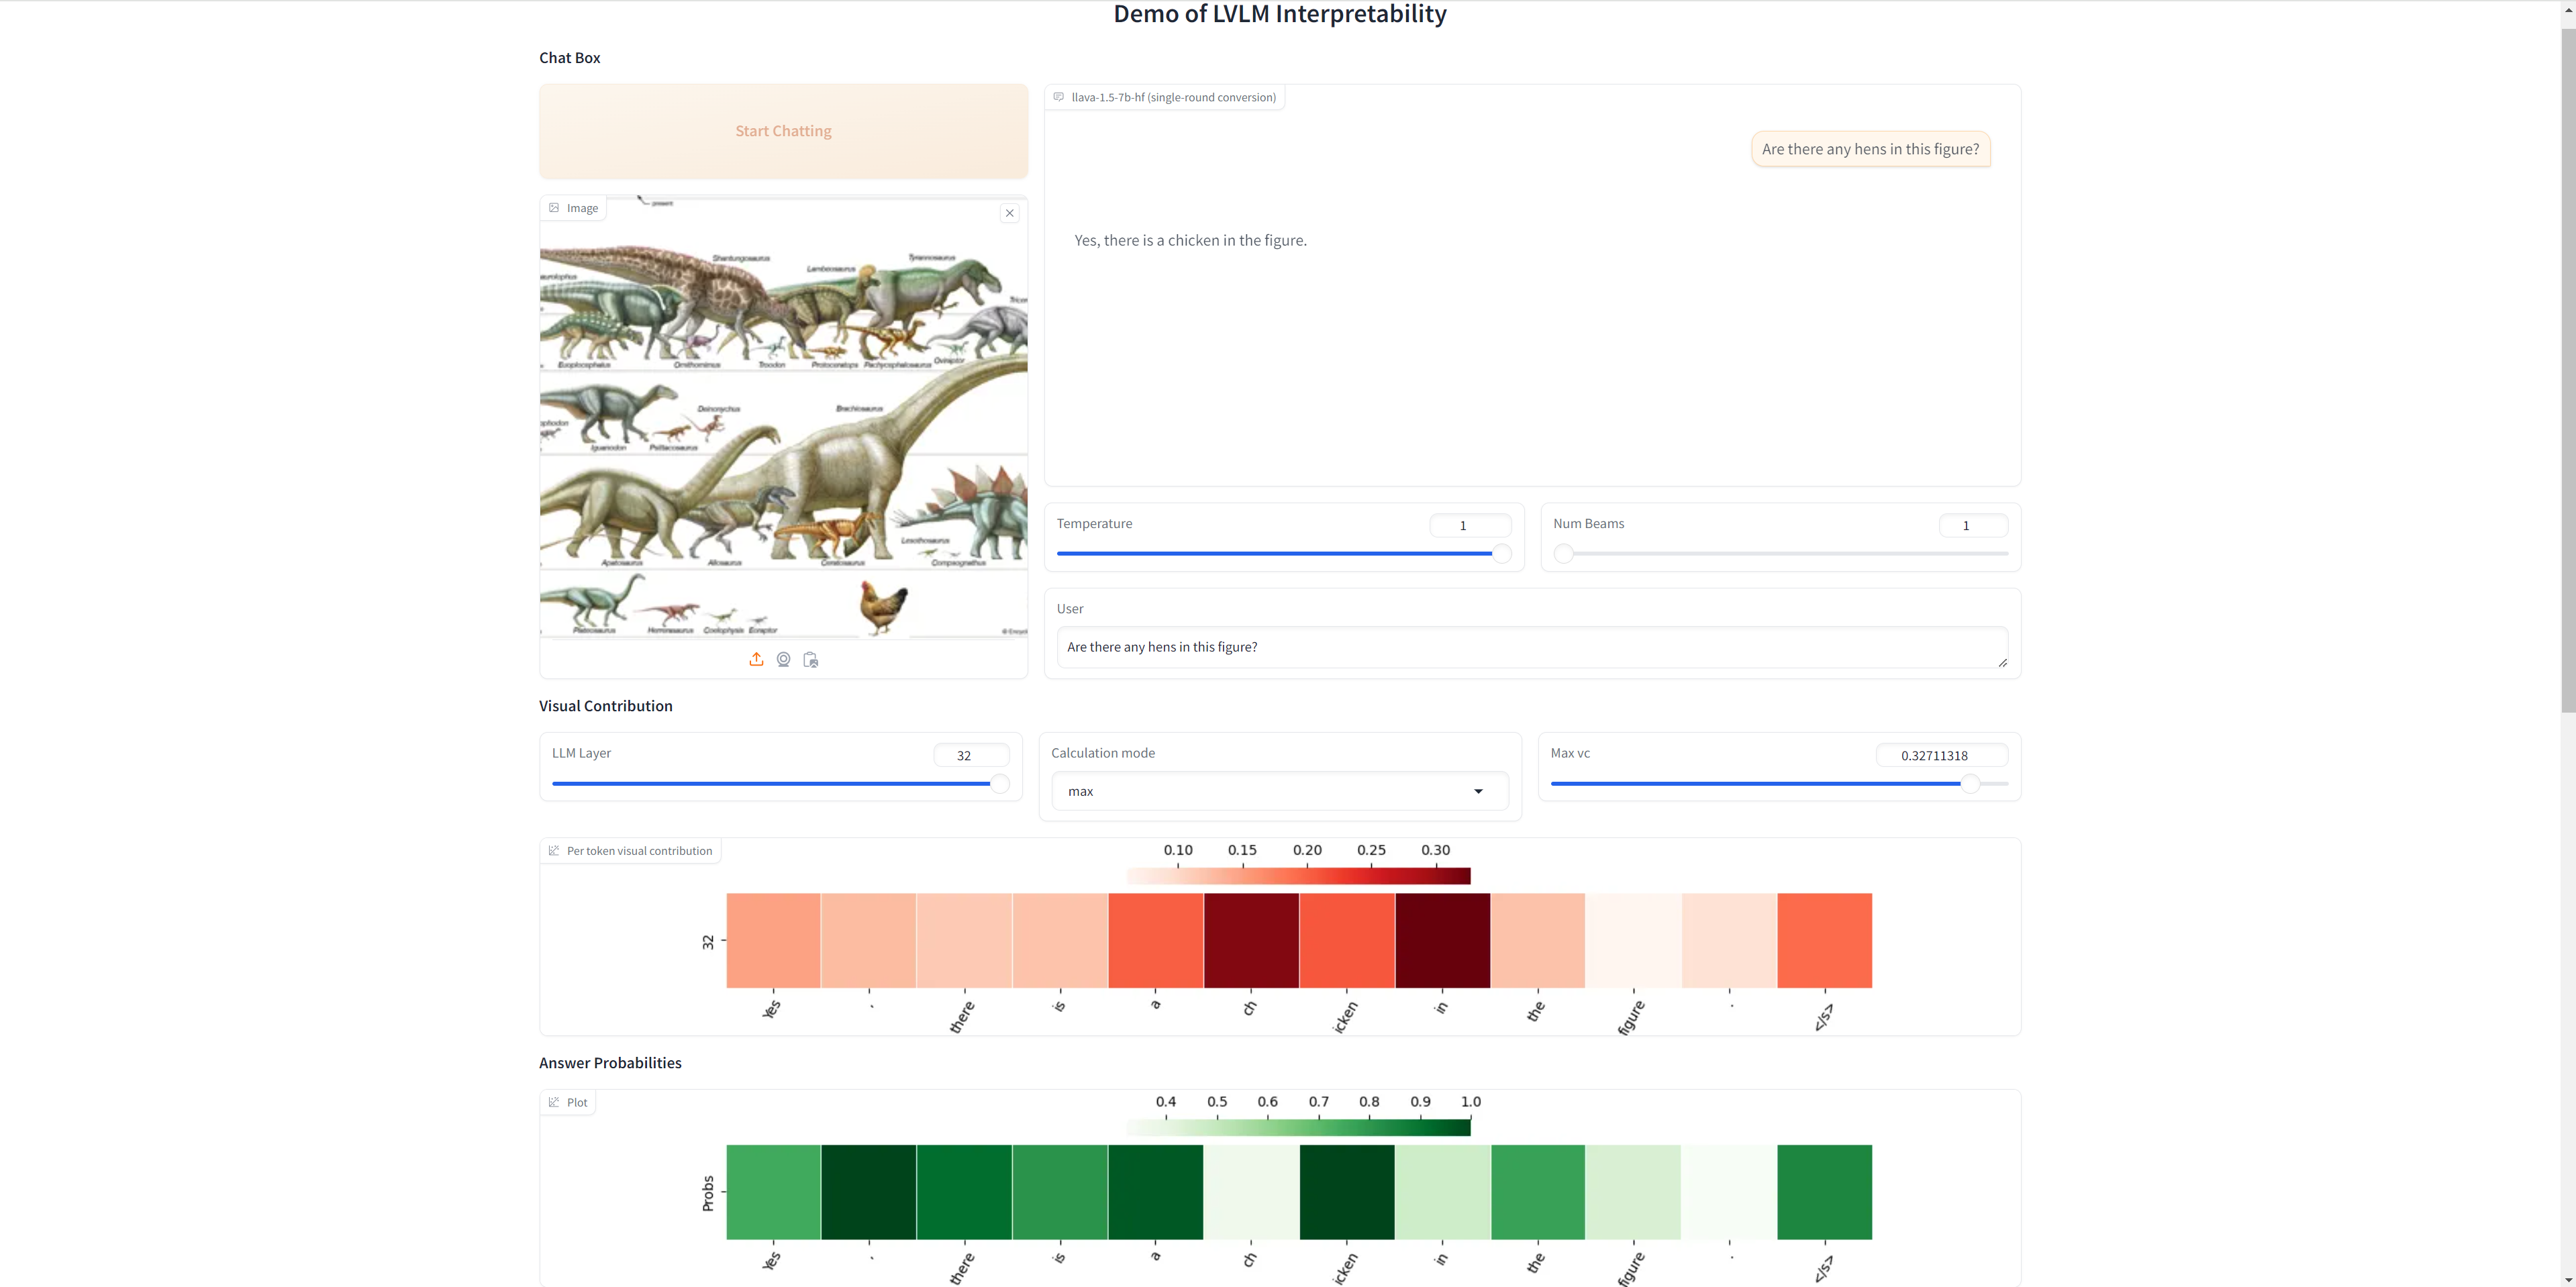 Demo of LVLM Interpretability
Chat Box
Start Chatting
llava-1.5-7b-hf (single-round conversion)
Are there any hens in this figure?
Yes, there is a chicken in the figure.
Image
present
Shantungosaurus
Lambeosaurus
Tyrannosaurus
aurolophus
Tricer
Euoplocephalus
Ornithomimus
Troodon
Protoceratops
Pachycephalosaurus
Oviraptor
Deinonychus
Brachiosaurus
ophodon
Iguanodon
Psittacosaurus
Lesothosaurus
Apatosaurus
Allosaurus
Ceratosaurus
Compsognathus
Plateosaurus
Herrerasaurus
Coelophysis
Eoraptor
© Encycl
Temperature
1
Num Beams
1
User
Are there any hens in this figure?
Visual Contribution
LLM Layer
32
Calculation mode
max
Max vc
0.32711318
Per token visual contribution
0.10 0.15 0.20 0.25 0.30
32
Yes , there is a ch icken in the figure . </s>
Answer Probabilities
Plot
0.4 0.5 0.6 0.7 0.8 0.9 1.0
Probs
Yes , there is a ch icken in the figure . </s>